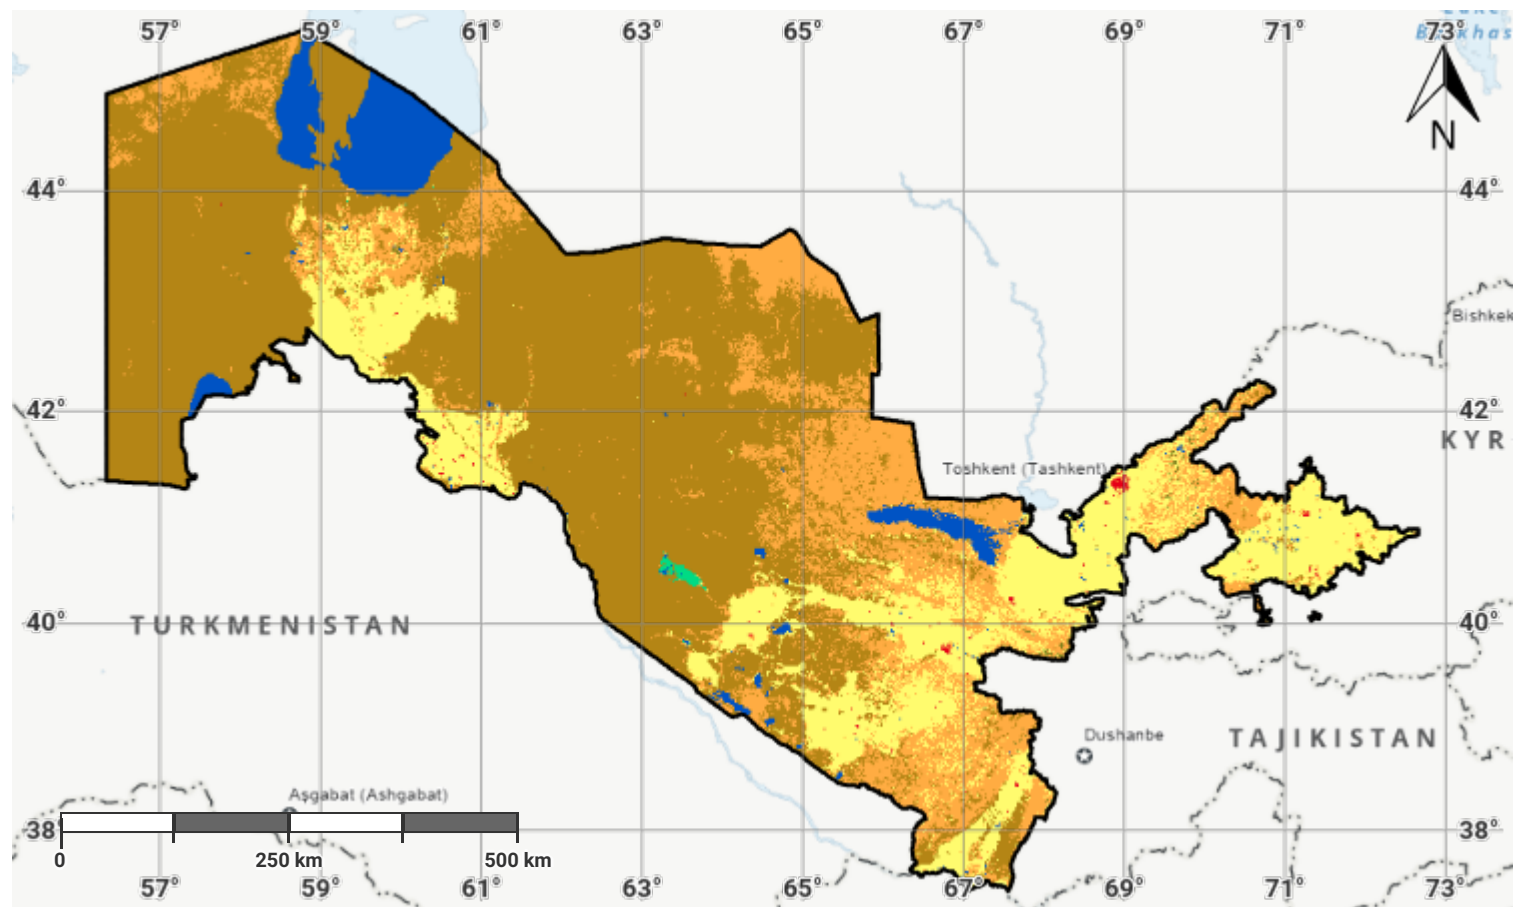 57° 59° 61° 63° 65° 67° 69° 71° 73°
N
44° 44°
Bishkek
42° 42°
KYR
Toshkent (Tashkent)
40° 40°
TURKMENISTAN
Dushanbe
TAJIKISTAN
Aşgabat (Ashgabat)
38° 38°
0 250 km 500 km
57° 59° 61° 63° 65° 67° 69° 71° 73°